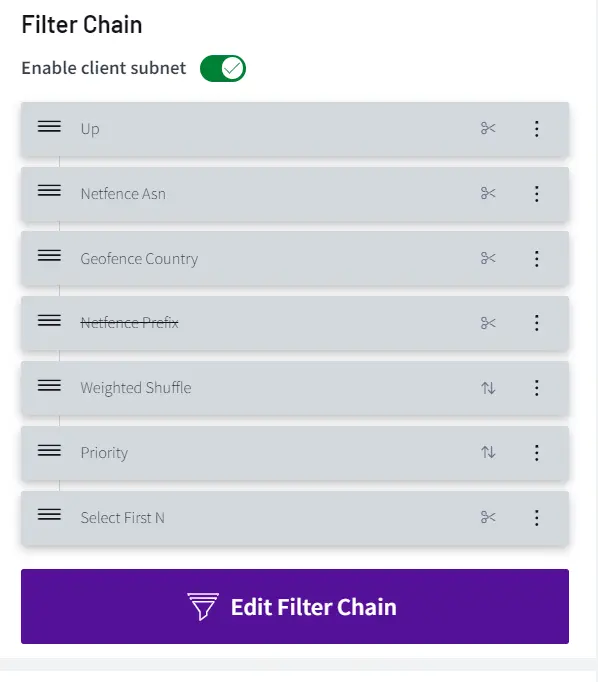 Filter Chain
Enable client subnet
Up
Netfence Asn
Geofence Country
Netfence Prefix
Weighted Shuffle
Priority
Select First N
Edit Filter Chain